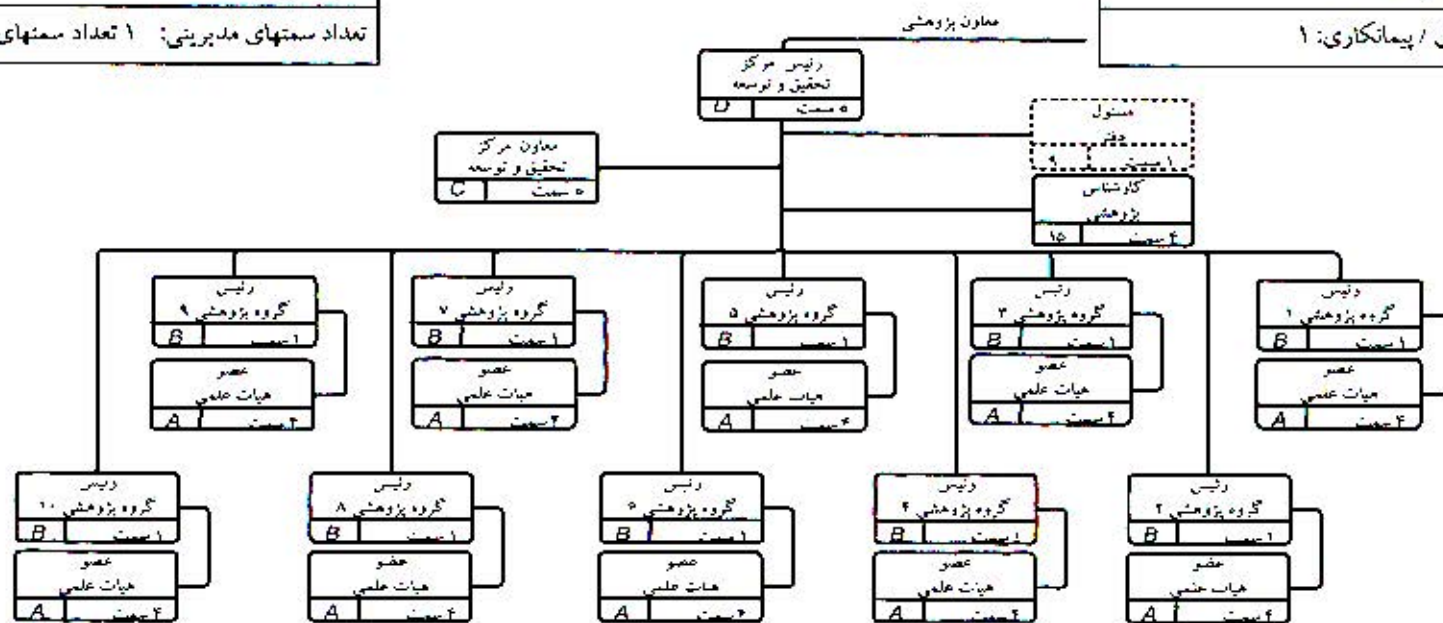 تعداد سمتهای مدیریتی: ۱ تعداد سمتهای
/ پیمانکاری: ۱
معاون پژوهشی
رئیس مرکز
تحقیق و توسعه
سمت D
معاون مرکز
تحقیق و توسعه
سمت C
مسئول
دفتر
۱ سمت ۹
کارشناس
پژوهشی
۴ سمت ۱۵
رئیس
گروه پژوهشی ۱
۱ سمت B
عضو
هیات علمی
۴ سمت A
رئیس
گروه پژوهشی ۳
۱ سمت B
عضو
هیات علمی
۴ سمت A
رئیس
گروه پژوهشی ۵
۱ سمت B
عضو
هیات علمی
۴ سمت A
رئیس
گروه پژوهشی ۷
۱ سمت B
عضو
هیات علمی
۴ سمت A
رئیس
گروه پژوهشی ۹
۱ سمت B
عضو
هیات علمی
۴ سمت A
رئیس
گروه پژوهشی ۲
۱ سمت B
عضو
هیات علمی
۴ سمت A
رئیس
گروه پژوهشی ۴
۱ سمت B
عضو
هیئت علمی
۴ سمت A
رئیس
گروه پژوهشی
۱ سمت B
عضو
هیات علمی
سمت A
رئیس
گروه پژوهشی ۸
۱ سمت B
عضو
هیات علمی
۴ سمت A
رئیس
گروه پژوهشی ۱۰
۱ سمت B
عضو
هیات علمی
۴ سمت A